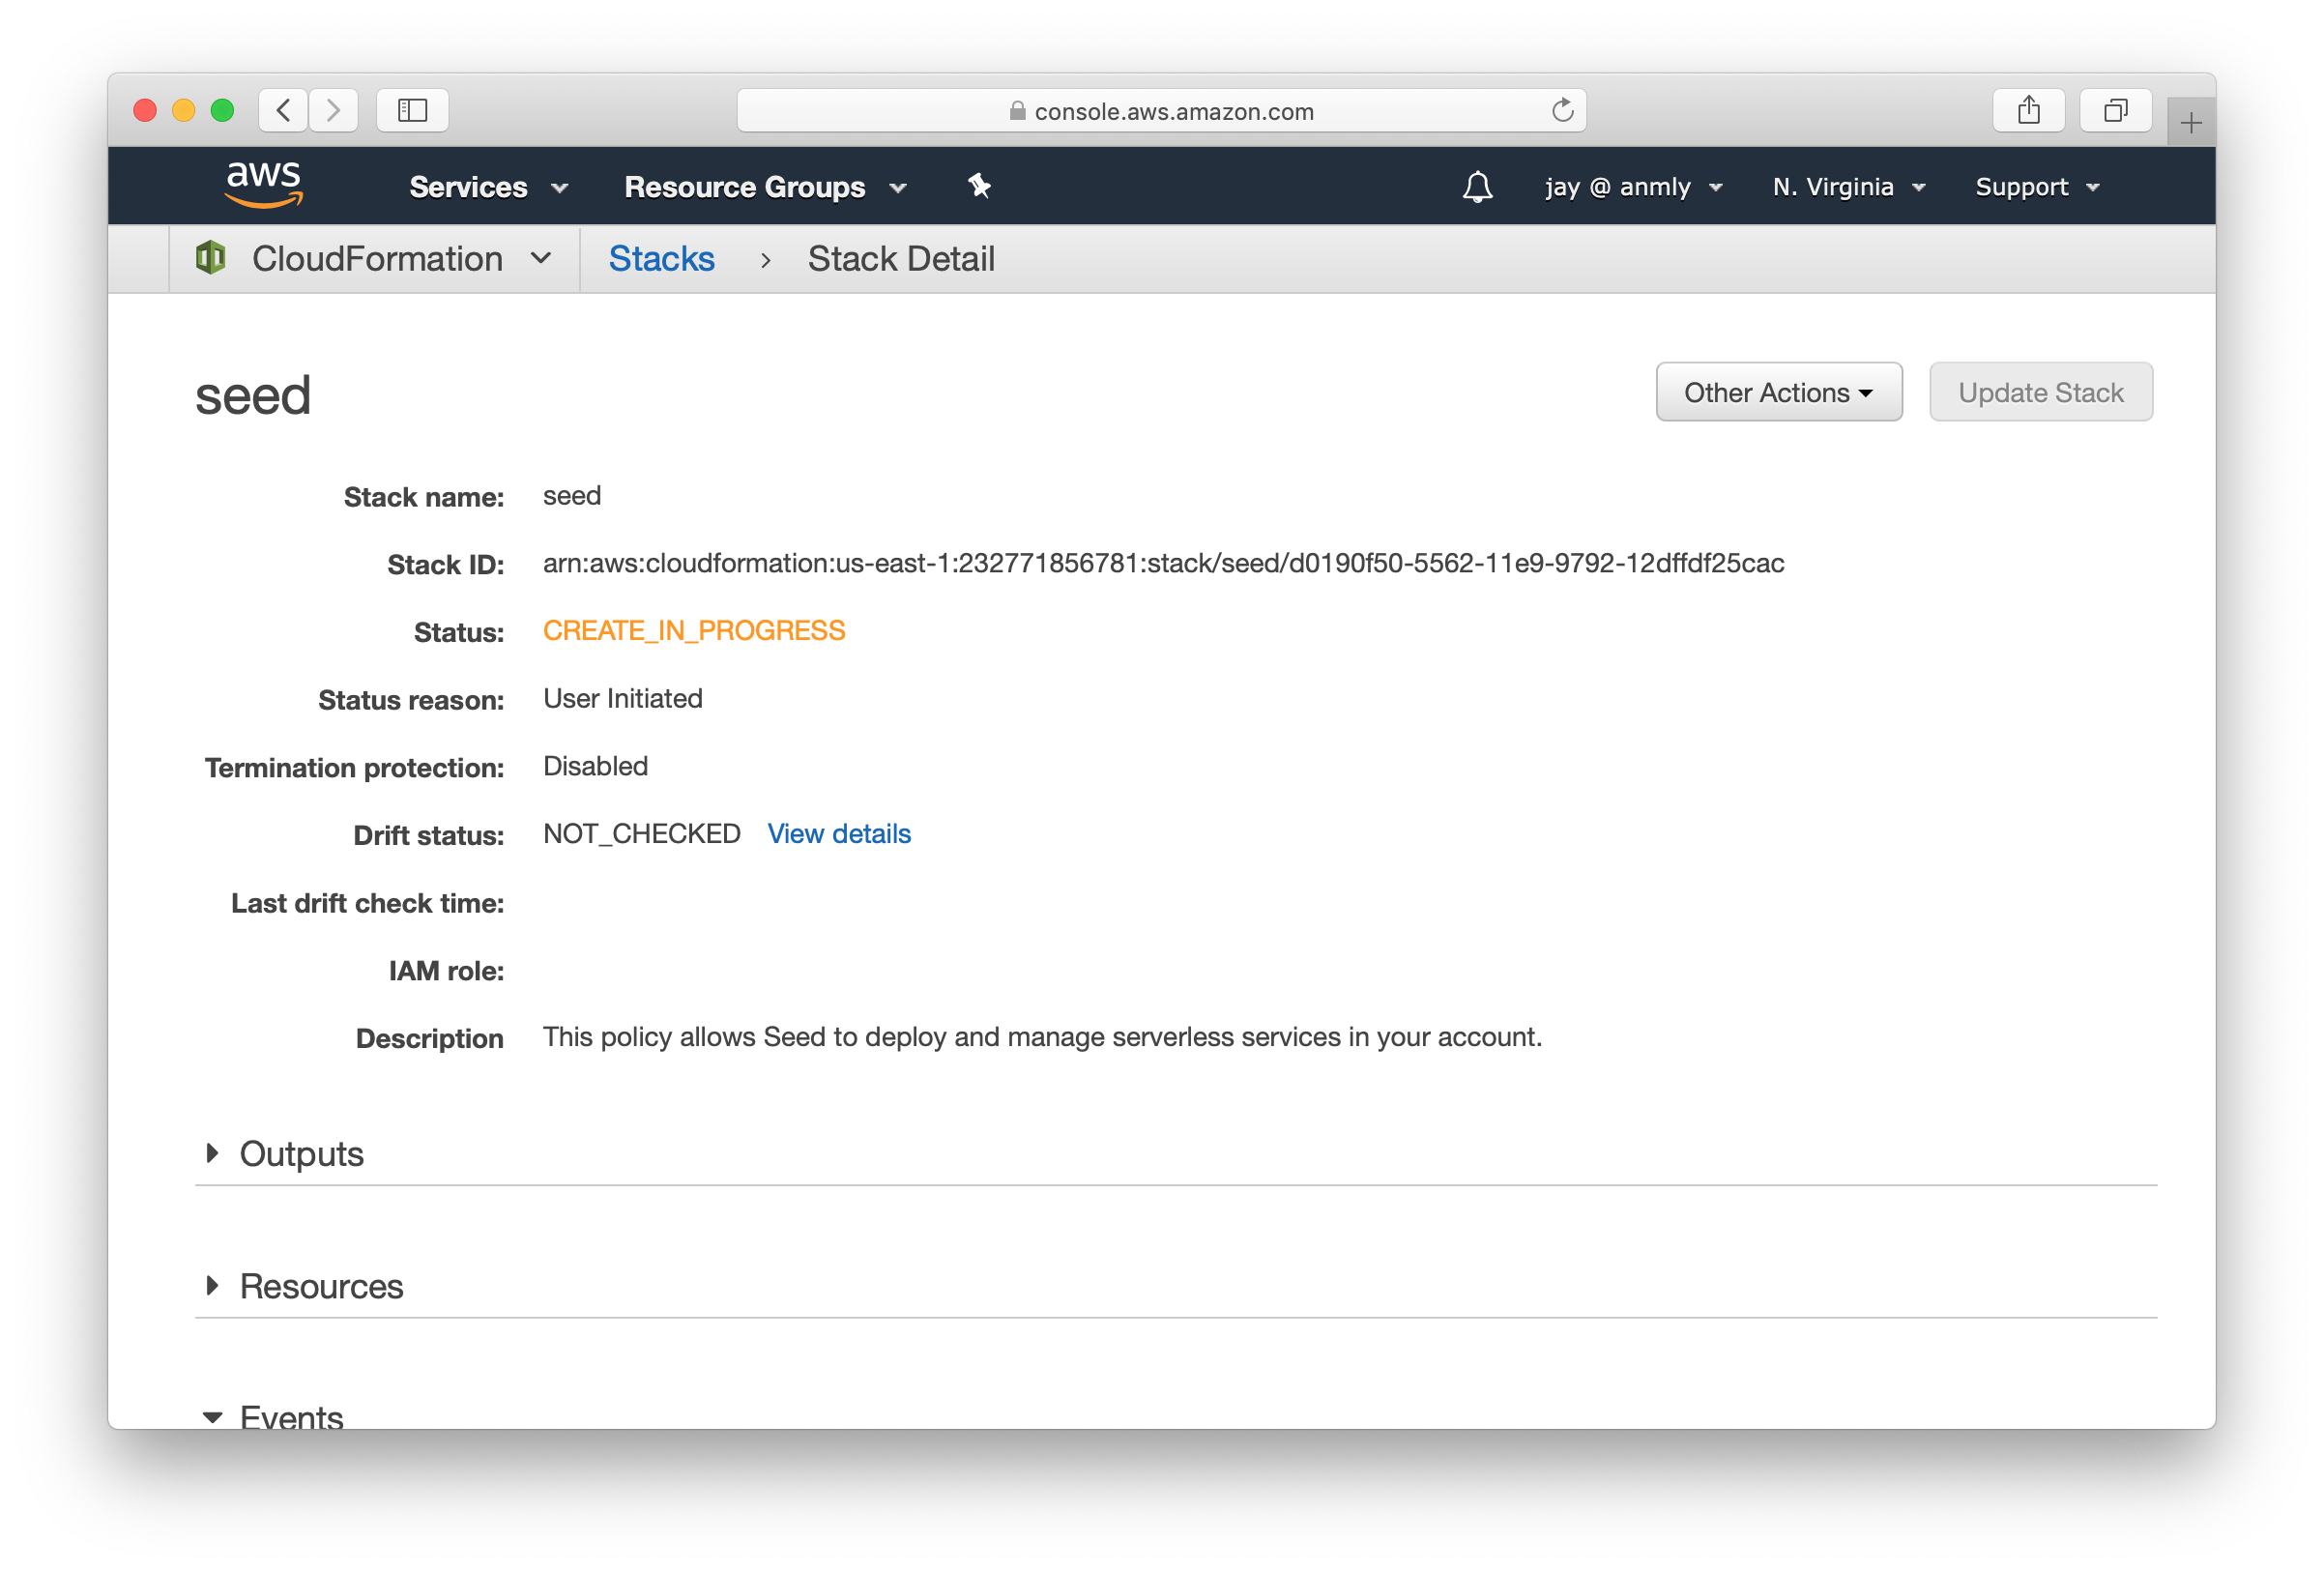 console.aws.amazon.com
aws Services Resource Groups jay @ anmly N. Virginia Support
CloudFormation Stacks > Stack Detail
seed Other Actions Update Stack
Stack name: seed
Stack ID: arn:aws:cloudformation:us-east-1:232771856781:stack/seed/d0190f50-5562-11e9-9792-12dffdf25cac
Status: CREATE_IN_PROGRESS
Status reason: User Initiated
Termination protection: Disabled
Drift status: NOT_CHECKED View details
Last drift check time:
IAM role:
Description This policy allows Seed to deploy and manage serverless services in your account.
Outputs
Resources
Events